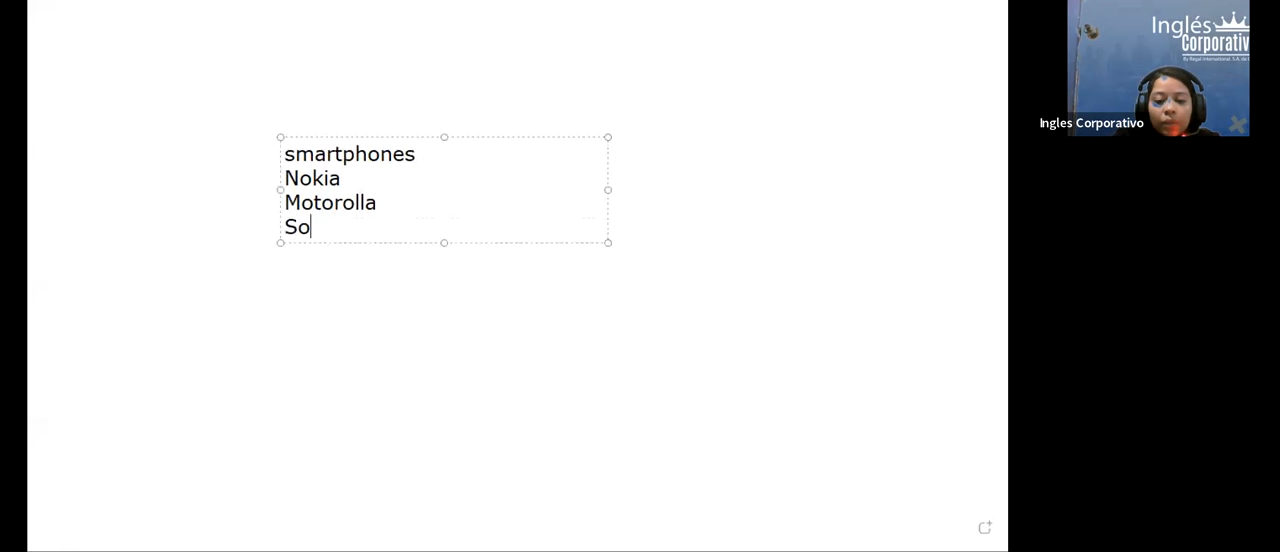 smartphones
Nokia
Motorolla
So
Inglés
Corporativ
Ingles Corporativo